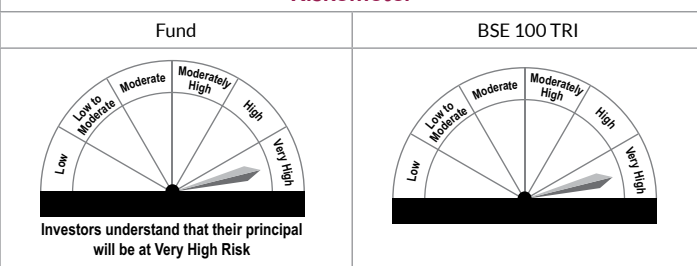 Riskometer
Fund
BSE 100 TRI
Low
Low to
Moderate
Moderate
Moderately
High
High
Very High
Low
Low to
Moderate
Moderate
Moderately
High
High
Very High
Investors understand that their principal
will be at Very High Risk